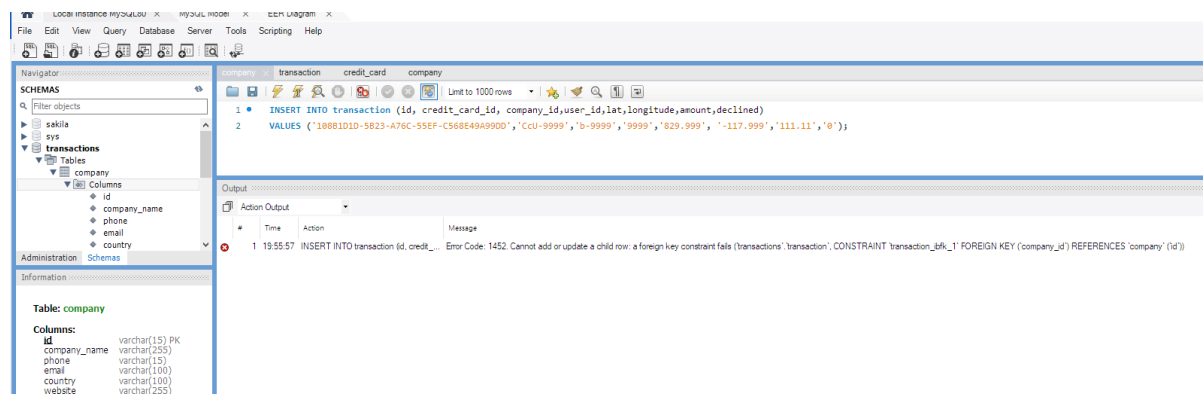 Local instance MySQL80 × MySQL Model × EER Diagram ×
File Edit View Query Database Server Tools Scripting Help
Navigator
SCHEMAS
Filter objects
sakila
sys
transactions
Tables
company
Columns
id
company_name
phone
email
country
Administration Schemas
Information
Table: company
Columns:
id varchar(15) PK
company_name varchar(255)
phone varchar(15)
email varchar(100)
country varchar(100)
website varchar(255)
company × transaction credit_card company
Limit to 1000 rows
1 INSERT INTO transaction (id, credit_card_id, company_id,user_id,lat,longitude,amount,declined)
2 VALUES ('108B1D1D-5B23-A76C-55EF-C568E49A99DD','CcU-9999','b-9999','9999','829.999', '-117.999','111.11','0');
Output
Action Output
# Time Action Message
1 19:55:57 INSERT INTO transaction (id, credit_... Error Code: 1452. Cannot add or update a child row: a foreign key constraint fails (`transactions`.`transaction`, CONSTRAINT `transaction_ibfk_1` FOREIGN KEY (`company_id`) REFERENCES `company` (`id`))